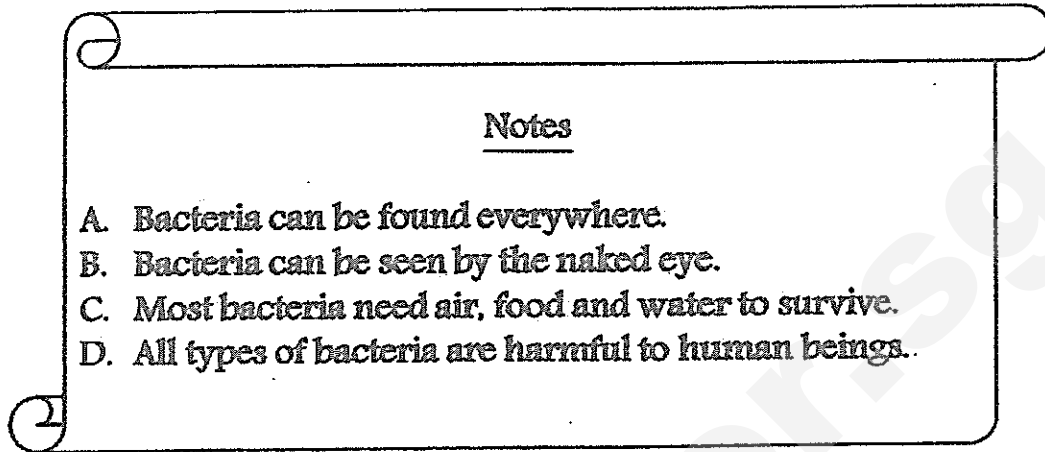 Notes
A. Bacteria can be found everywhere.
B. Bacteria can be seen by the naked eye.
C. Most bacteria need air, food and water to survive.
D. All types of bacteria are harmful to human beings.